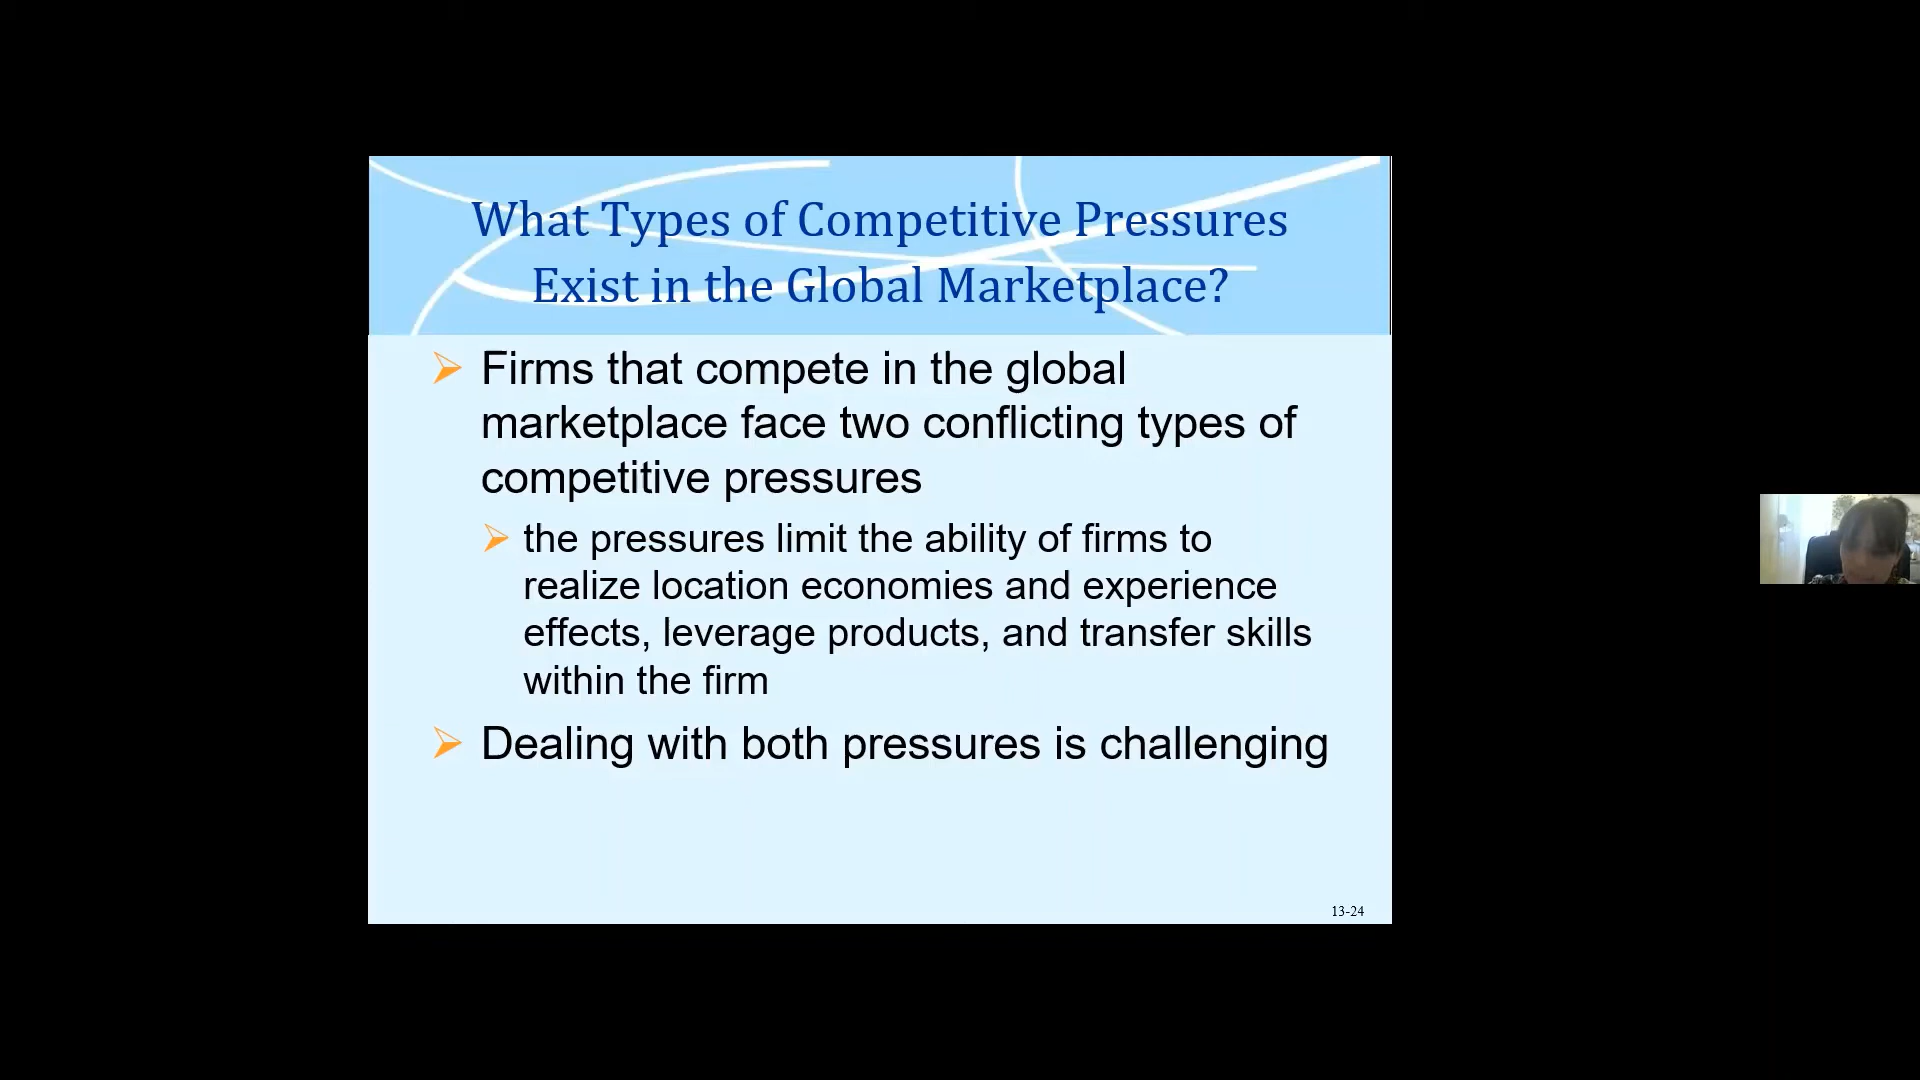 What Types of Competitive Pressures
Exist in the Global Marketplace?
Firms that compete in the global
marketplace face two conflicting types of
competitive pressures
the pressures limit the ability of firms to
realize location economies and experience
effects, leverage products, and transfer skills
within the firm
Dealing with both pressures is challenging
13-24